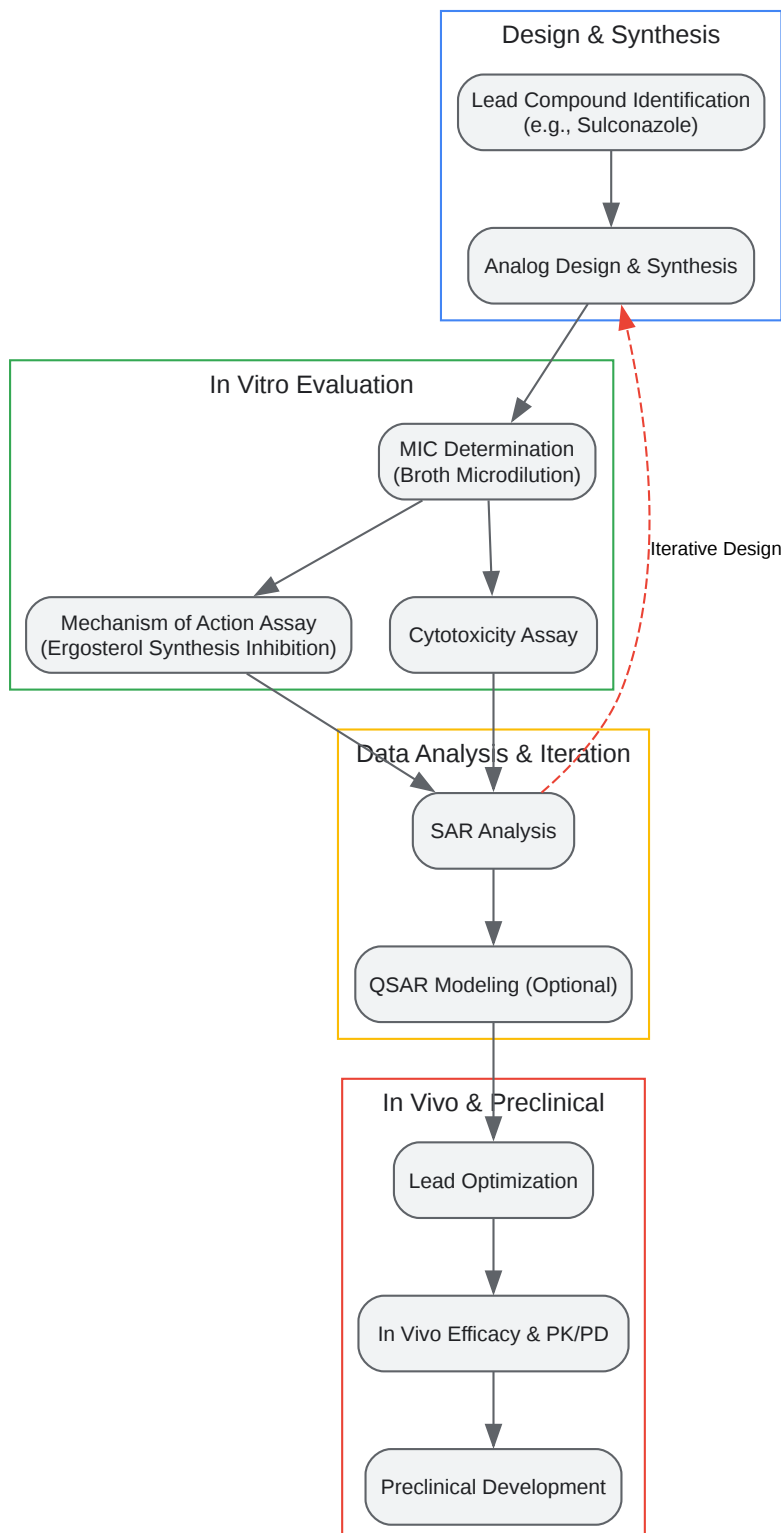 Design & Synthesis
Lead Compound Identification
(e.g., Sulconazole)
Analog Design & Synthesis
In Vitro Evaluation
MIC Determination
(Broth Microdilution)
Iterative Design
Mechanism of Action Assay
(Ergosterol Synthesis Inhibition)
Cytotoxicity Assay
Data Analysis & Iteration
SAR Analysis
QSAR Modeling (Optional)
In Vivo & Preclinical
Lead Optimization
In Vivo Efficacy & PK/PD
Preclinical Development